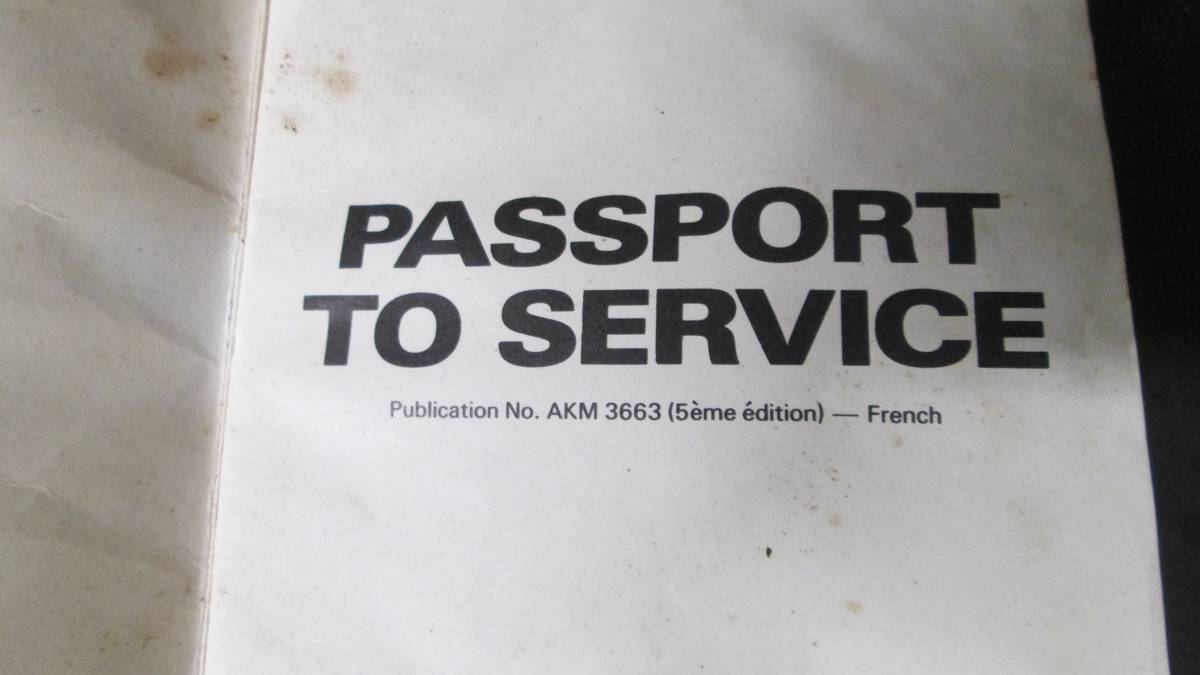 PASSPORT
TO SERVICE
Publication No. AKM 3663 (5ème édition) — French